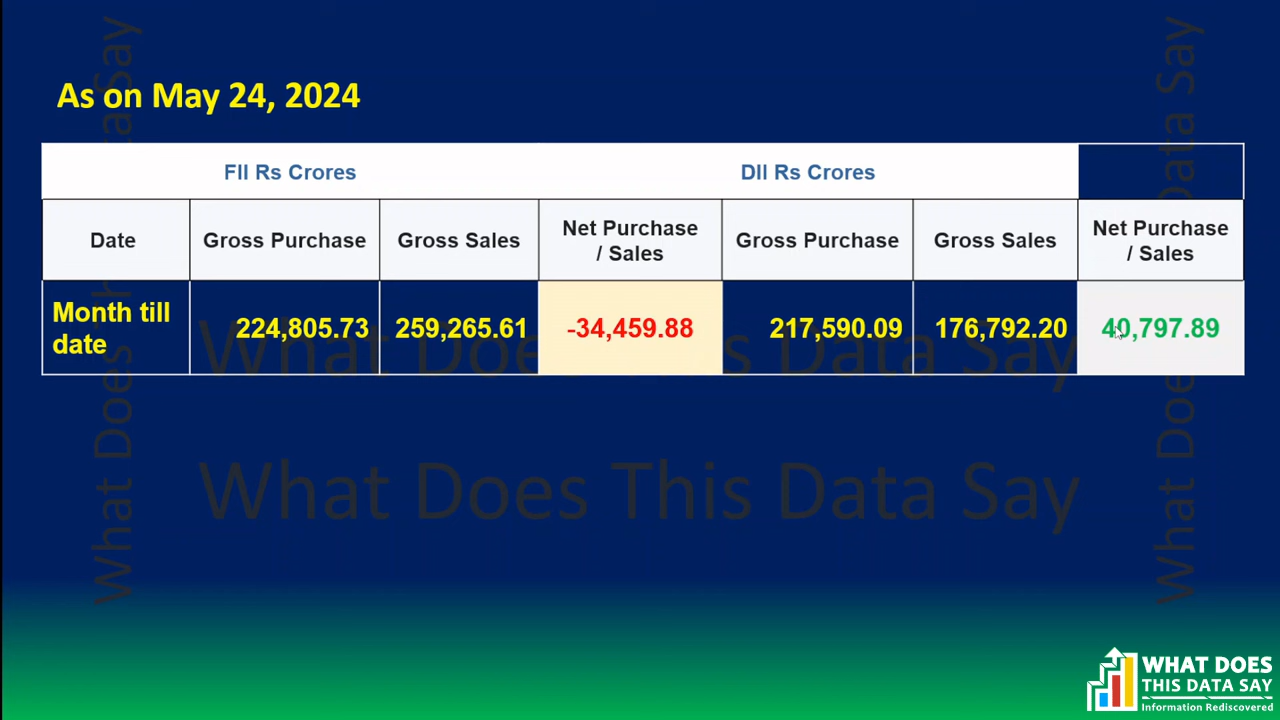 As on May 24, 2024
FII Rs Crores
DII Rs Crores
Date
Gross Purchase
Gross Sales
Net Purchase
/ Sales
Gross Purchase
Gross Sales
Net Purchase
/ Sales
Month till
date
224,805.73
259,265.61
-34,459.88
217,590.09
176,792.20
40,797.89
What Does This Data Say
What Does This Data Say
What Does This Data Say
What Does This Data Say
WHAT DOES
THIS DATA SAY
Information Rediscovered